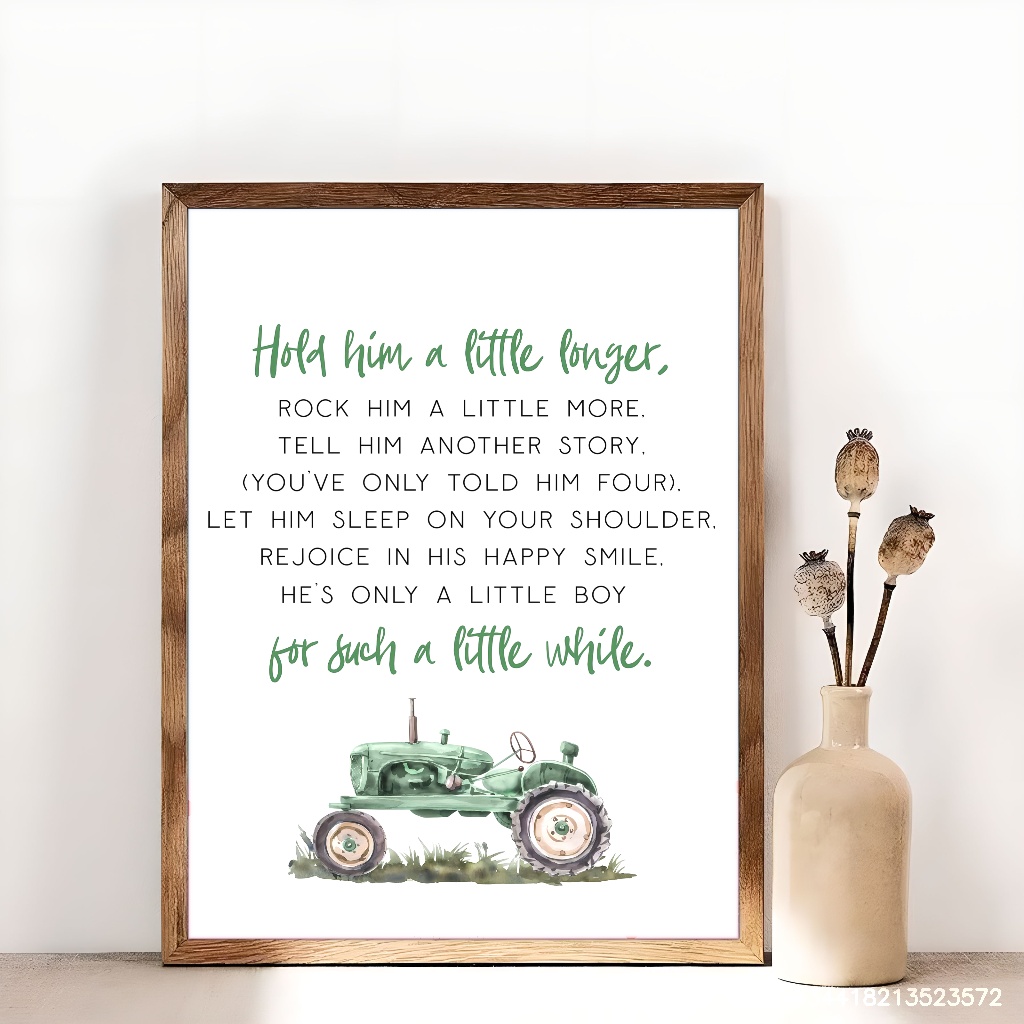 Hold him a little longer,
ROCK HIM A LITTLE MORE.
TELL HIM ANOTHER STORY.
(YOU'VE ONLY TOLD HIM FOUR).
LET HIM SLEEP ON YOUR SHOULDER.
REJOICE IN HIS HAPPY SMILE.
HE'S ONLY A LITTLE BOY
for such a little while.
18213523572